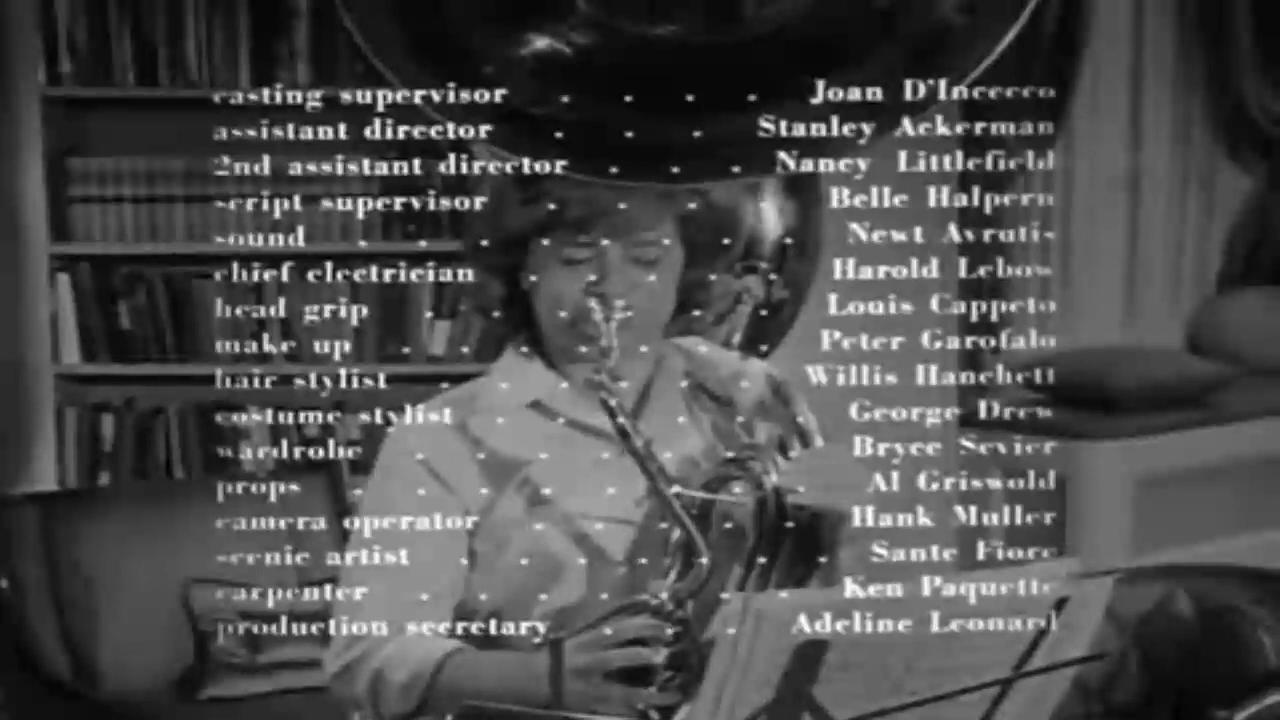 casting supervisor . . . . Joan D'Incecco
assistant director . . . Stanley Ackerman
2nd assistant director . . . Nancy Littlefield
script supervisor . . . Belle Halpern
sound . . . . . . . . Newt Avrutis
chief electrician . . . . . Harold Lebow
head grip . . . . . . Louis Cappeto
make up . . . . . . . Peter Garofalo
hair stylist . . . . . . Willis Hanchett
costume stylist . . . . . George Drew
wardrobe . . . . . . Bryce Sevier
props . . . . . . . . Al Griswold
camera operator . . . . . Hank Muller
scenic artist . . . . . . . Sante Fiore
carpenter . . . . . . . Ken Paquette
production secretary . . . Adeline Leonard